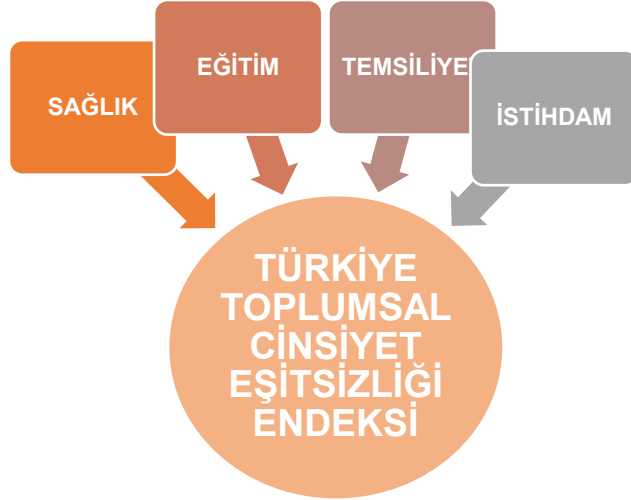 SAĞLIK
EĞİTİM
TEMSİLİYE
İSTİHDAM
TÜRKİYE
TOPLUMSAL
CİNSİYET
EŞİTSİZLİĞİ
ENDEKSİ